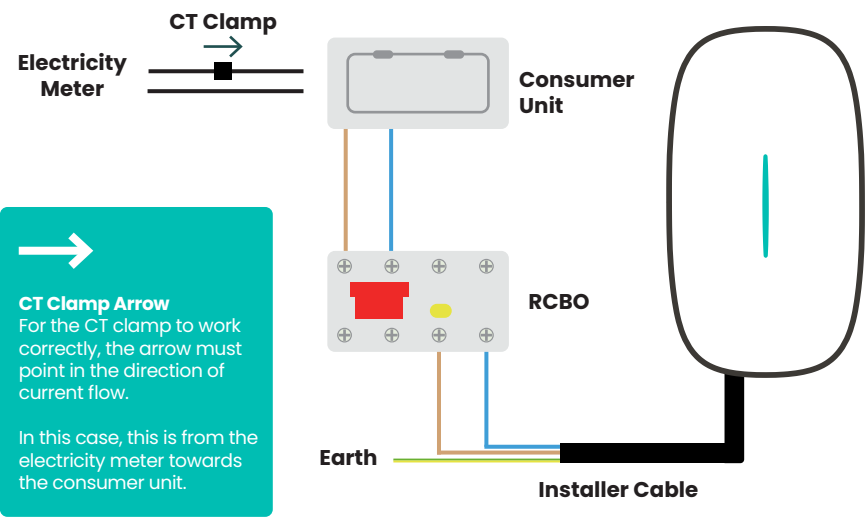 CT Clamp
Electricity
Meter
Consumer
Unit
CT Clamp Arrow
For the CT clamp to work
correctly, the arrow must
point in the direction of
current flow.
In this case, this is from the
electricity meter towards
the consumer unit.
RCBO
Earth
Installer Cable